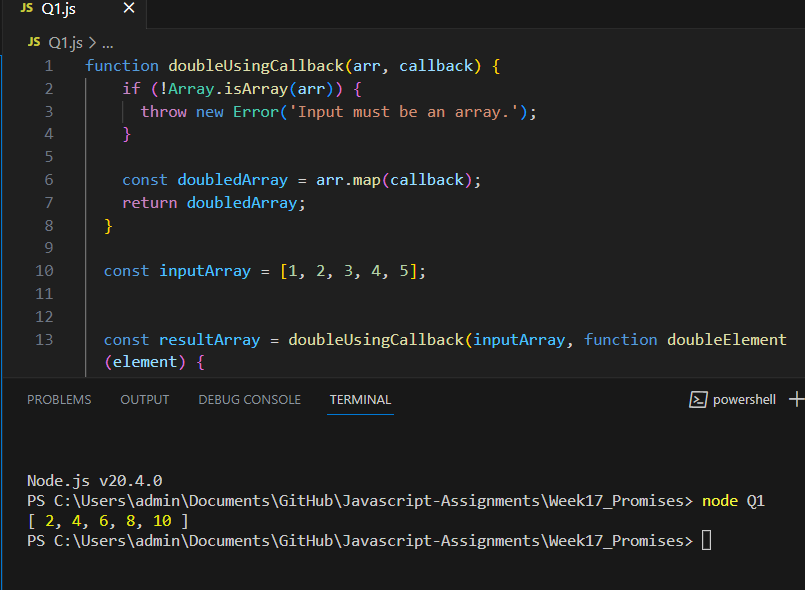 JS Q1.js ×
JS Q1.js > ...
1 function doubleUsingCallback(arr, callback) {
2 if (!Array.isArray(arr)) {
3 throw new Error('Input must be an array.');
4 }
5
6 const doubledArray = arr.map(callback);
7 return doubledArray;
8 }
9
10 const inputArray = [1, 2, 3, 4, 5];
11
12
13 const resultArray = doubleUsingCallback(inputArray, function doubleElement
(element) {
PROBLEMS OUTPUT DEBUG CONSOLE TERMINAL powershell +
Node.js v20.4.0
PS C:\Users\admin\Documents\GitHub\Javascript-Assignments\Week17_Promises> node Q1
[ 2, 4, 6, 8, 10 ]
PS C:\Users\admin\Documents\GitHub\Javascript-Assignments\Week17_Promises>